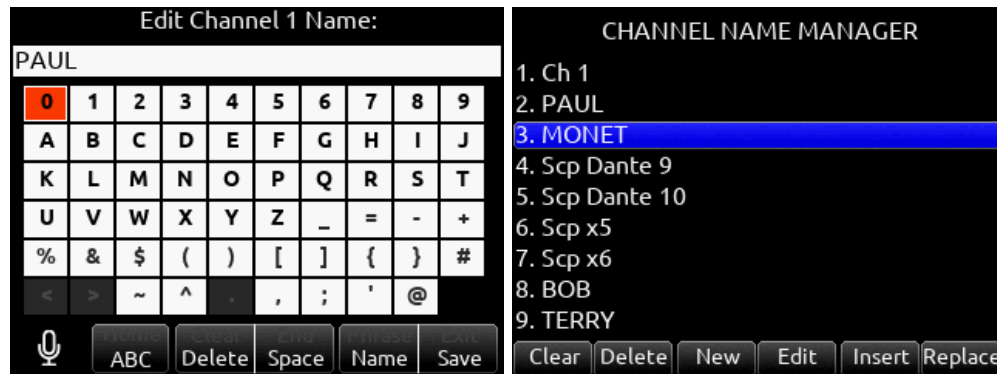 Edit Channel 1 Name:
PAUL
0 1 2 3 4 5 6 7 8 9
A B C D E F G H I J
K L M N O P Q R S T
U V W X Y Z _ = - +
% & $ ( ) [ ] { } #
< > ~ ^ . , ; ' @
Home Clear End Phrase Exit
ABC Delete Space Name Save
CHANNEL NAME MANAGER
1. Ch 1
2. PAUL
3. MONET
4. Scp Dante 9
5. Scp Dante 10
6. Scp x5
7. Scp x6
8. BOB
9. TERRY
Clear Delete New Edit Insert Replace